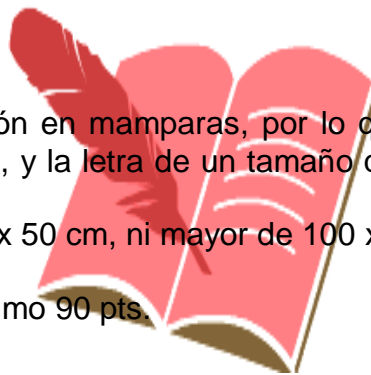 ón en mamparas, por lo
, y la letra de un tamaño
x 50 cm, ni mayor de 100 x
mo 90 pts.